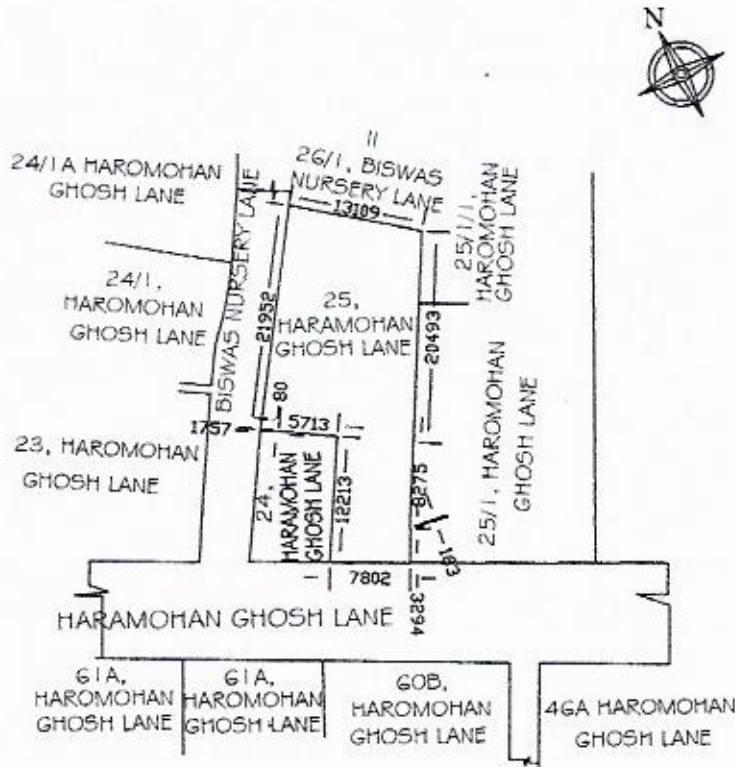 N
24/1A HAROMOHAN
GHOSH LANE
11
26/1, BISWAS
NURSERY LANE
13109
25/1/1,
HAROMOHAN
GHOSH LANE
BISWAS NURSERY LANE
24/1,
HAROMOHAN
GHOSH LANE
21952
25,
HARAMOHAN
GHOSH LANE
20493
80
5713
1757
23, HAROMOHAN
GHOSH LANE
24,
HARAMOHAN
GHOSH LANE
12213
8275
183
25/1, HAROMOHAN
GHOSH LANE
7802
3294
HARAMOHAN GHOSH LANE
61A,
HAROMOHAN
GHOSH LANE
61A,
HAROMOHAN
GHOSH LANE
60B,
HAROMOHAN
GHOSH LANE
46A HAROMOHAN
GHOSH LANE